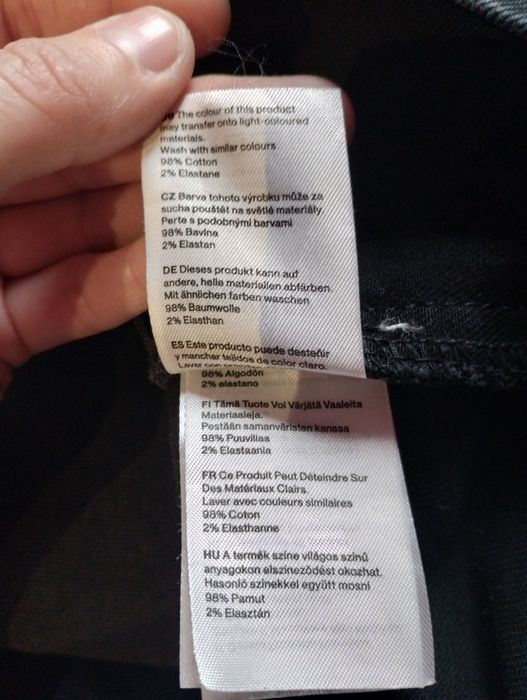 The colour of this product
may transfer onto light-coloured
materials.
Wash with similar colours
98% Cotton
2% Elastane
CZ Barva tohoto výrobku může za
sucha pouštět na světlé materiály.
Perte s podobnými barvami
98% Bavlna
2% Elastan
DE Dieses produkt kann auf
andere, helle materialien abfärben.
Mit ähnlichen farben waschen
98% Baumwolle
2% Elasthan
ES Este producto puede desteñir
y manchar tejidos de color claro.
98% Algodón
2% elastano
FI Tämä Tuote Voi Värjätä Vaaleita
Materiaaleja.
Pestään samanväristen kanssa
98% Puuvillaa
2% Elastaania
FR Ce Produit Peut Déteindre Sur
Des Matériaux Clairs.
Laver avec couleurs similaires
98% Coton
2% Elasthanne
HU A termék színe világos színű
anyagokon elszíneződést okozhat.
Hasonló színekkel együtt mosni
98% Pamut
2% Elasztán